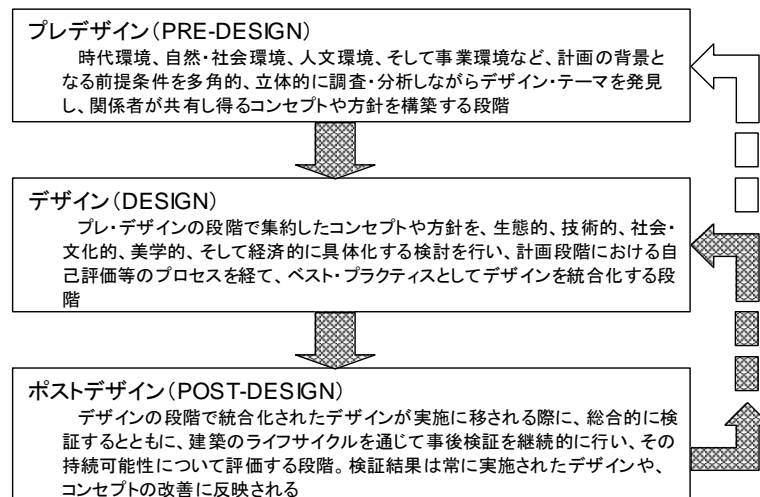 プレデザイン（PRE-DESIGN）
時代環境、自然・社会環境、人文環境、そして事業環境など、計画の背景と
なる前提条件を多角的、立体的に調査・分析しながらデザイン・テーマを発見
し、関係者が共有し得るコンセプトや方針を構築する段階
デザイン（DESIGN）
プレ・デザインの段階で集約したコンセプトや方針を、生態的、技術的、社会・
文化的、美学的、そして経済的に具体化する検討を行い、計画段階における自
己評価等のプロセスを経て、ベスト・プラクティスとしてデザインを統合化する段
階
ポストデザイン（POST-DESIGN）
デザインの段階で統合化されたデザインが実施に移される際に、総合的に検
証するとともに、建築のライフサイクルを通じて事後検証を継続的に行い、その
持続可能性について評価する段階。検証結果は常に実施されたデザインや、
コンセプトの改善に反映される